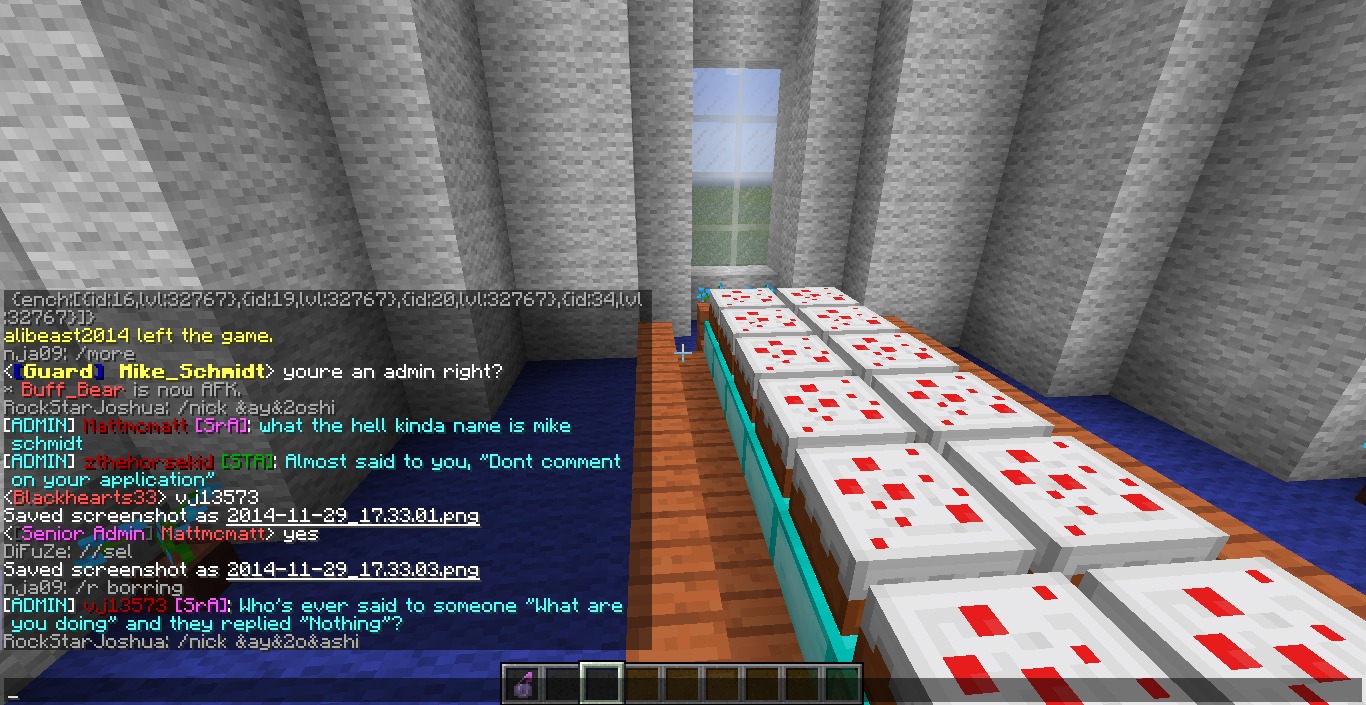 {ench:[{id:16,lvl:32767},{id:19,lvl:32767},{id:20,lvl:32767},{id:34,lvl
:32767}]}
alibeast2014 left the game.
nja09: /more
<[Guard] Mike_Schmidt> youre an admin right?
* Buff_Bear is now AFK.
RockStarJoshua: /nick &ay&2oshi
[ADMIN] Mattmcmatt [SrA]: what the hell kinda name is mike
schmidt
[ADMIN] zthehorsekid [STA]: Almost said to you, "Dont comment
on your application"
<Blackhearts33> vj13573
Saved screenshot as 2014-11-29_17.33.01.png
<[Senior Admin] Mattmcmatt> yes
DiFuZe: //sel
Saved screenshot as 2014-11-29_17.33.03.png
nja09: /r borring
[ADMIN] vj13573 [SrA]: Who's ever said to someone "What are
you doing" and they replied "Nothing"?
RockStarJoshua: /nick &ay&2o&ashi
_